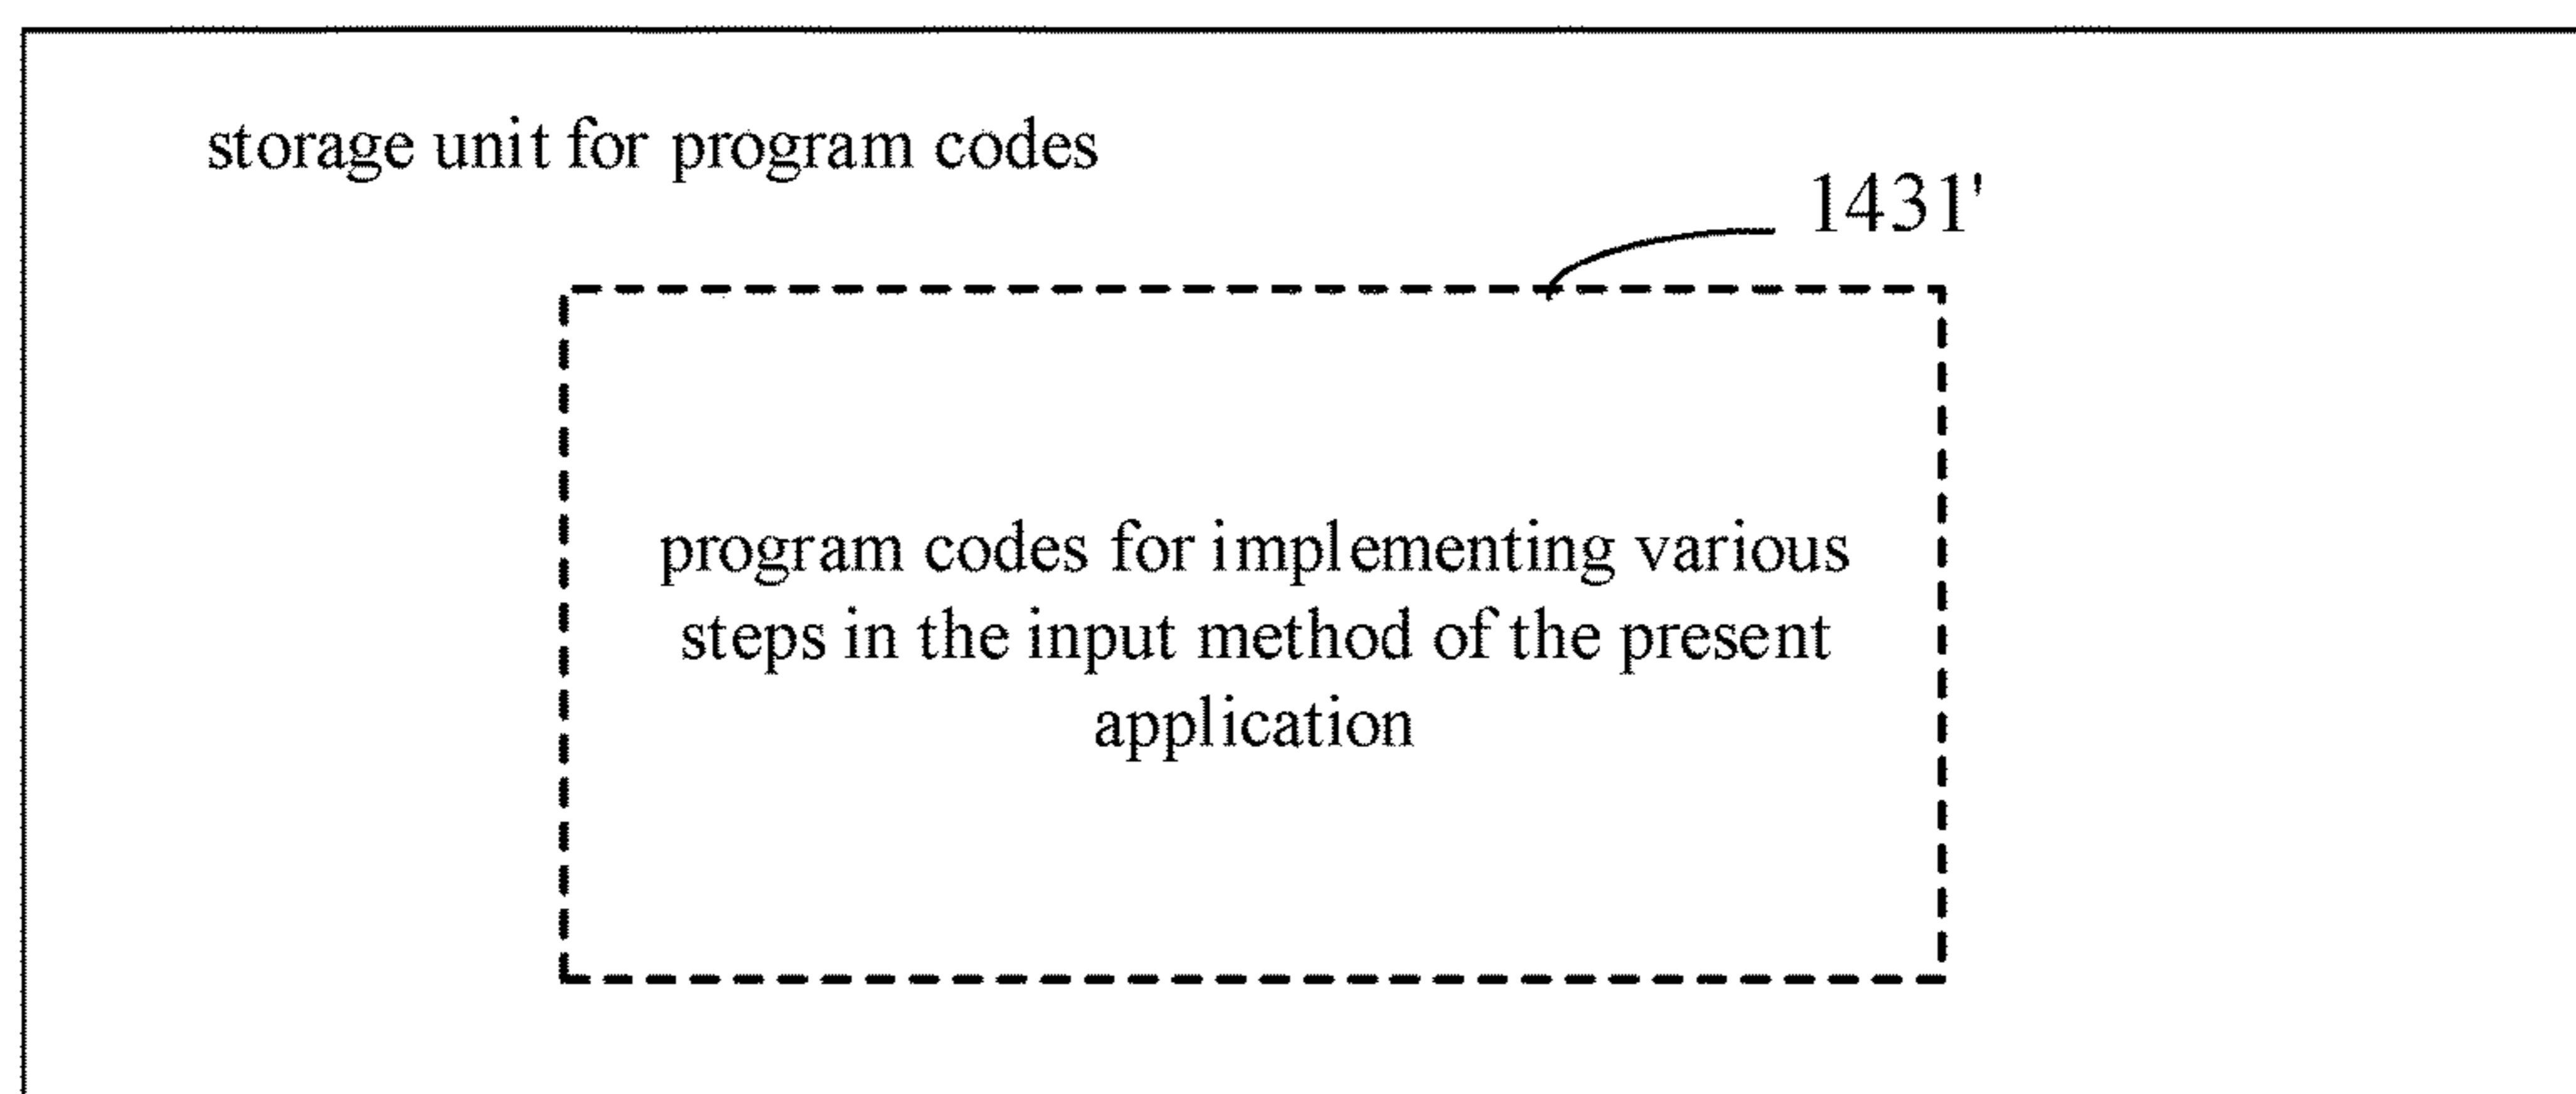 storage unit for program codes
1431'
program codes for implementing various
steps in the input method of the present
application